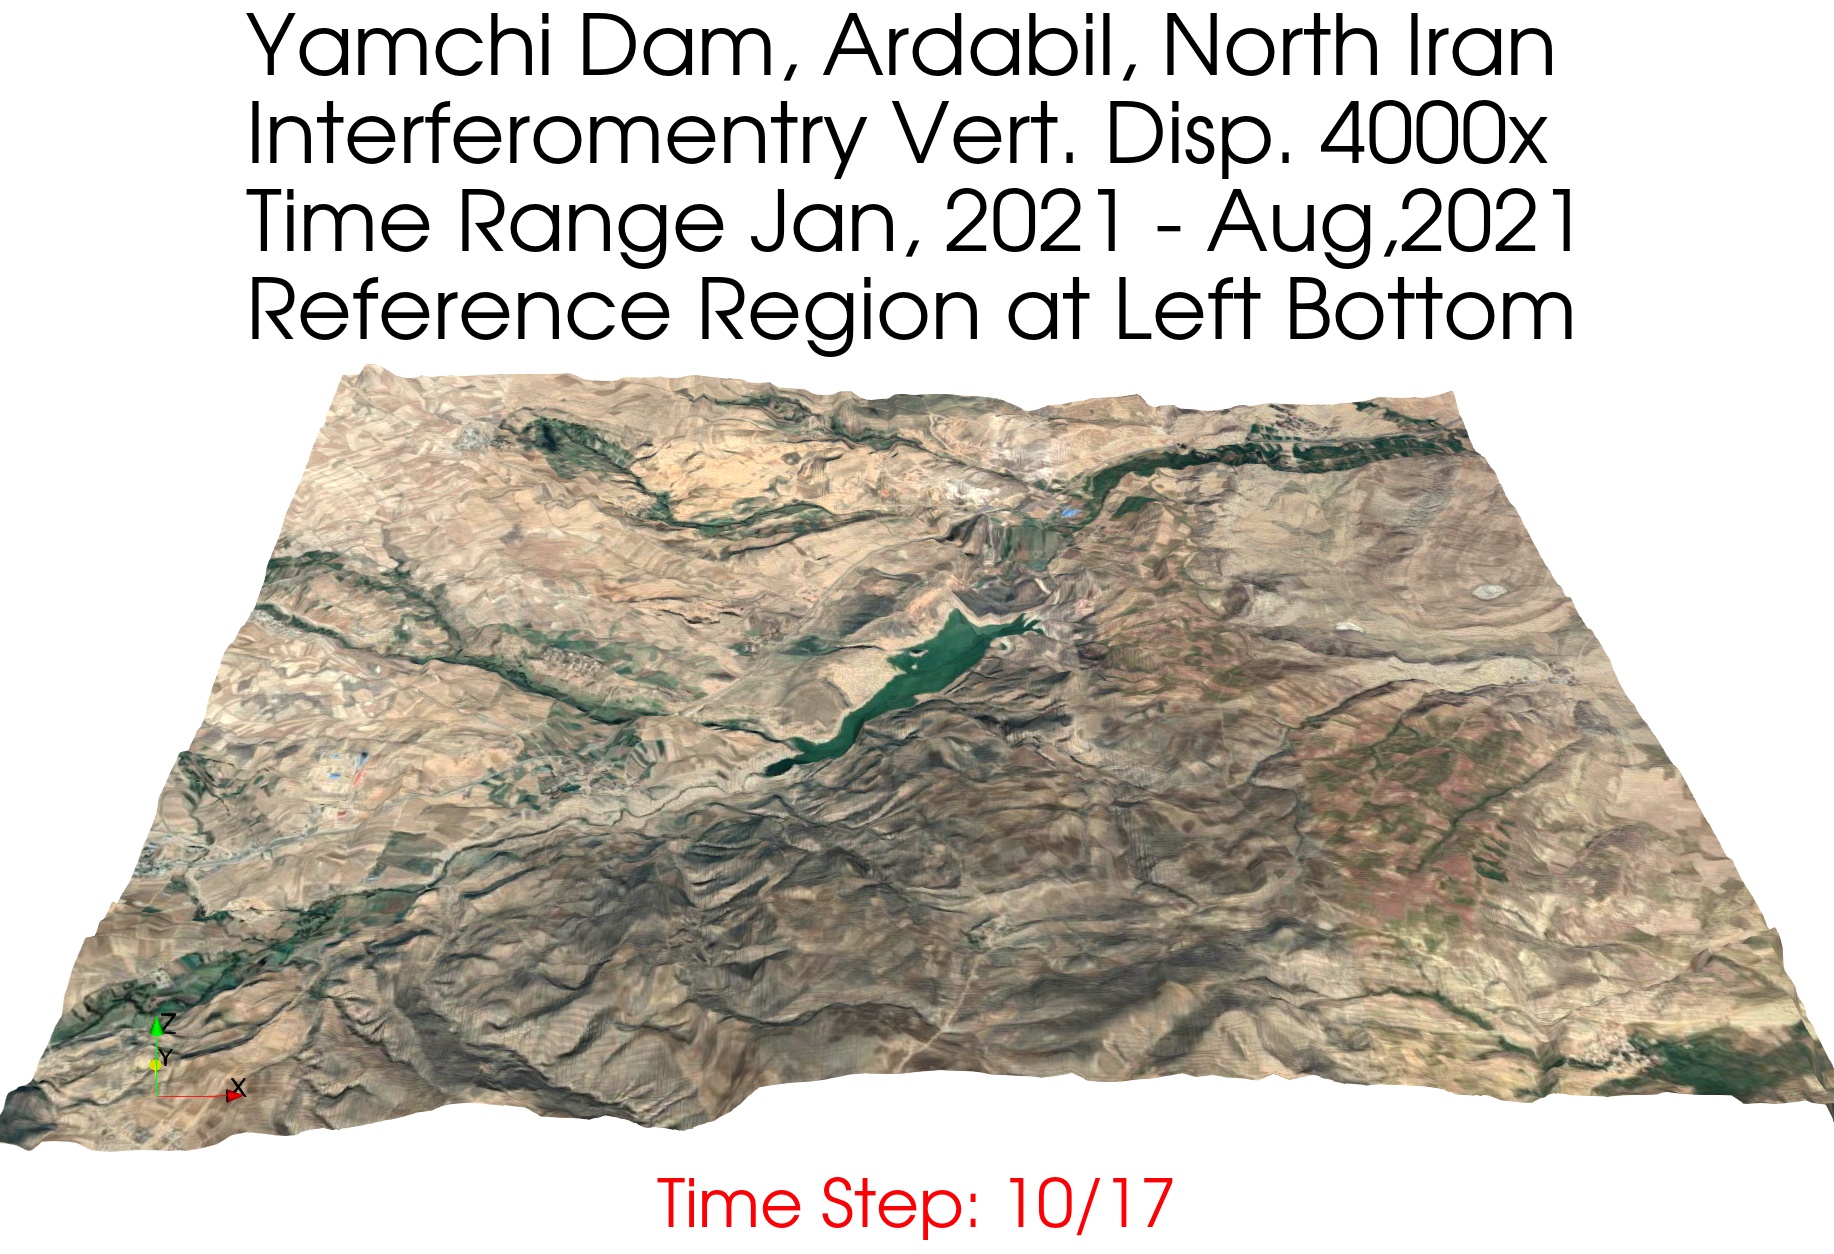 Yamchi Dam, Ardabil, North Iran
Interferomentry Vert. Disp. 4000x
Time Range Jan, 2021 - Aug,2021
Reference Region at Left Bottom
Z
Y
X
Time Step: 10/17